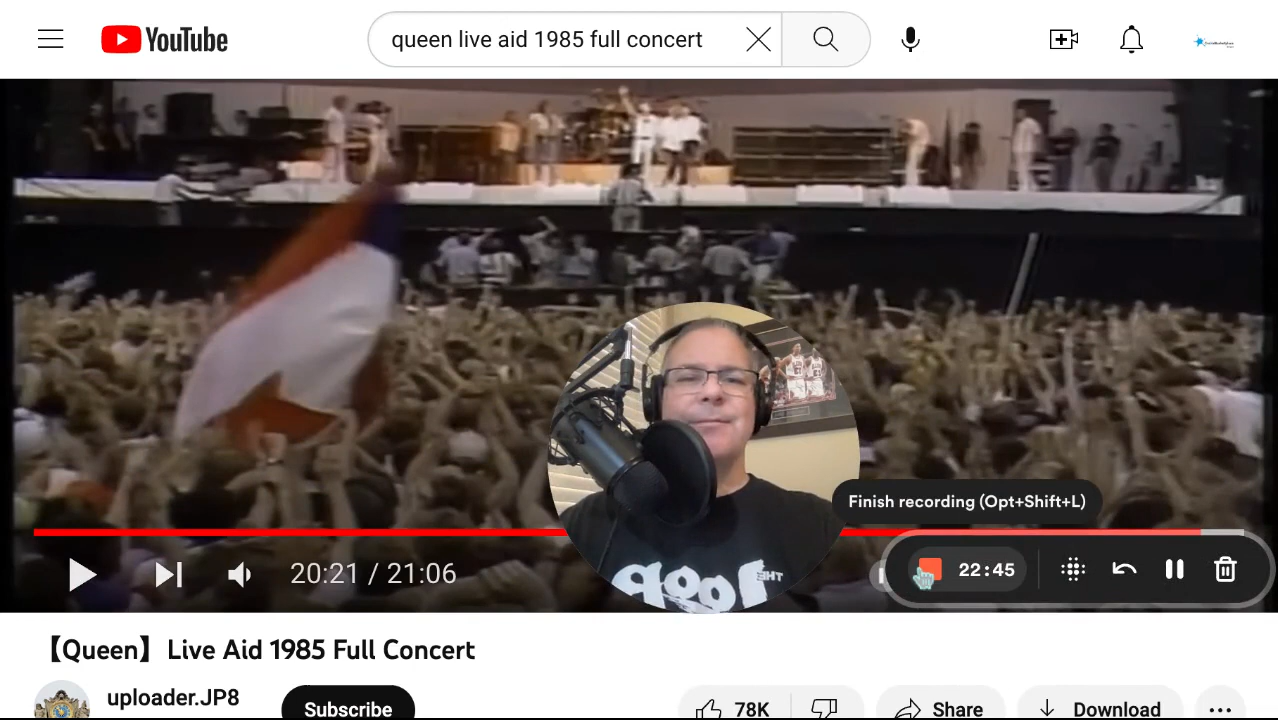 YouTube
queen live aid 1985 full concert
Finish recording (Opt+Shift+L)
20:21 / 21:06
22:45
THE
【Queen】 Live Aid 1985 Full Concert
uploader.JP8
Subscribe
78K
Share
Download